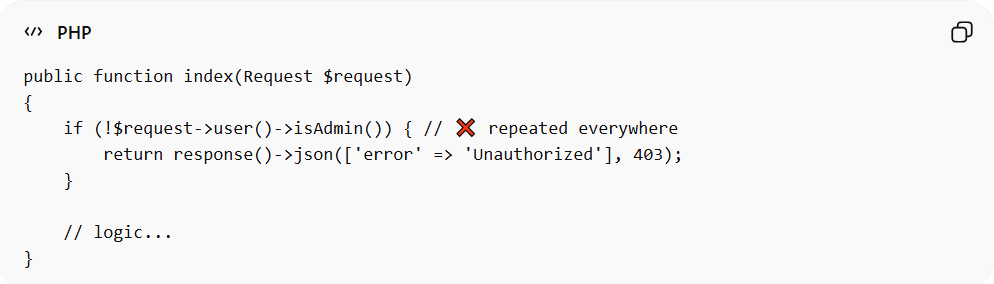 </> PHP
public function index(Request $request)
{
    if (!$request->user()->isAdmin()) { // ❌ repeated everywhere
        return response()->json(['error' => 'Unauthorized'], 403);
    }

    // logic...
}